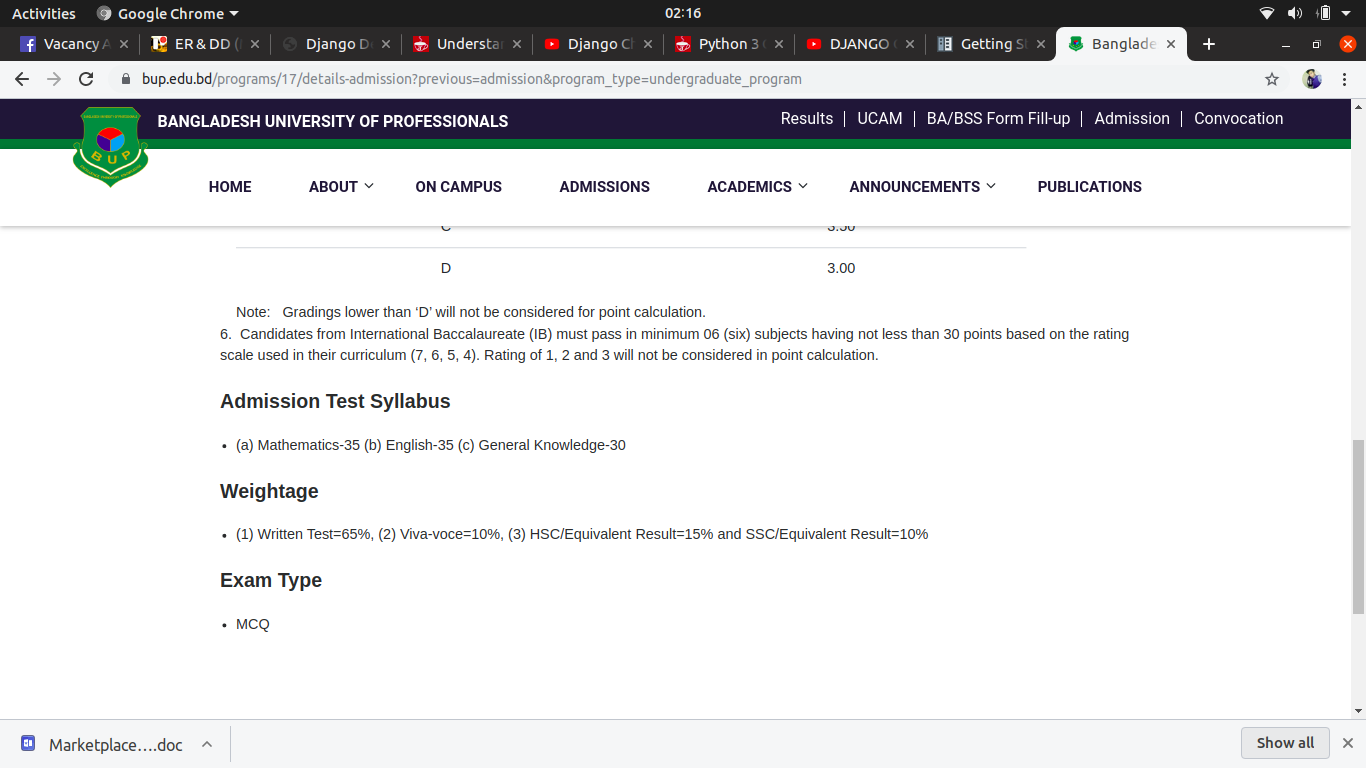 Activities Google Chrome 02:16
Vacancy A ER & DD ( Django D Understa Django Ch Python 3 DJANGO Getting S Banglade
bup.edu.bd/programs/17/details-admission?previous=admission&program_type=undergraduate_program
BANGLADESH UNIVERSITY OF PROFESSIONALS Results UCAM BA/BSS Form Fill-up Admission Convocation
BUP
HOME ABOUT ON CAMPUS ADMISSIONS ACADEMICS ANNOUNCEMENTS PUBLICATIONS
C 3.50
D 3.00
Note: Gradings lower than ‘D’ will not be considered for point calculation.
6. Candidates from International Baccalaureate (IB) must pass in minimum 06 (six) subjects having not less than 30 points based on the rating
scale used in their curriculum (7, 6, 5, 4). Rating of 1, 2 and 3 will not be considered in point calculation.
Admission Test Syllabus
• (a) Mathematics-35 (b) English-35 (c) General Knowledge-30
Weightage
• (1) Written Test=65%, (2) Viva-voce=10%, (3) HSC/Equivalent Result=15% and SSC/Equivalent Result=10%
Exam Type
• MCQ
Marketplace....doc Show all